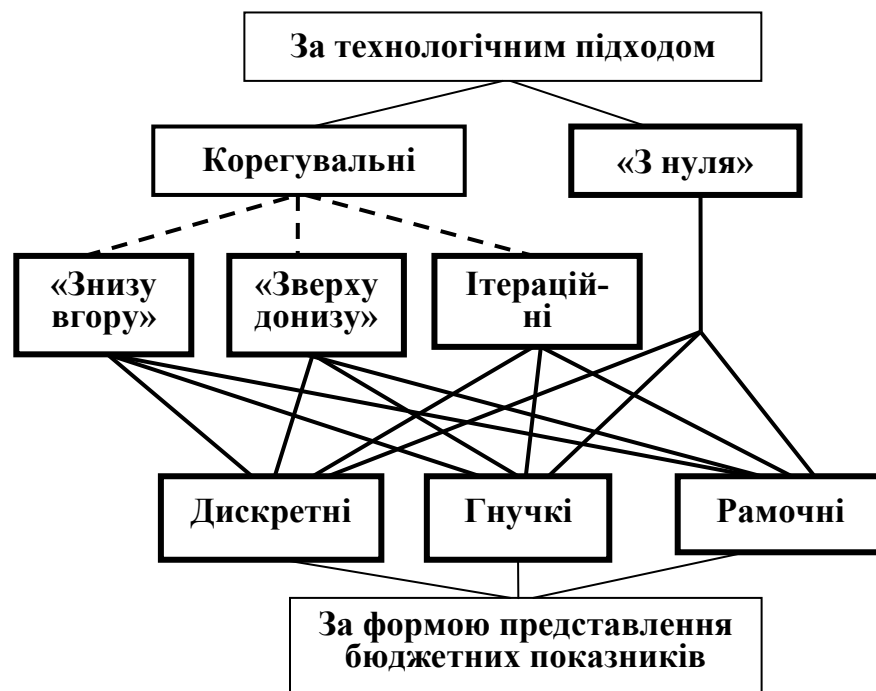 За технологічним підходом
Корегувальні
«З нуля»
«Знизу
вгору»
«Зверху
донизу»
Ітерацій-
ні
Дискретні
Гнучкі
Рамочні
За формою представлення
бюджетних показників